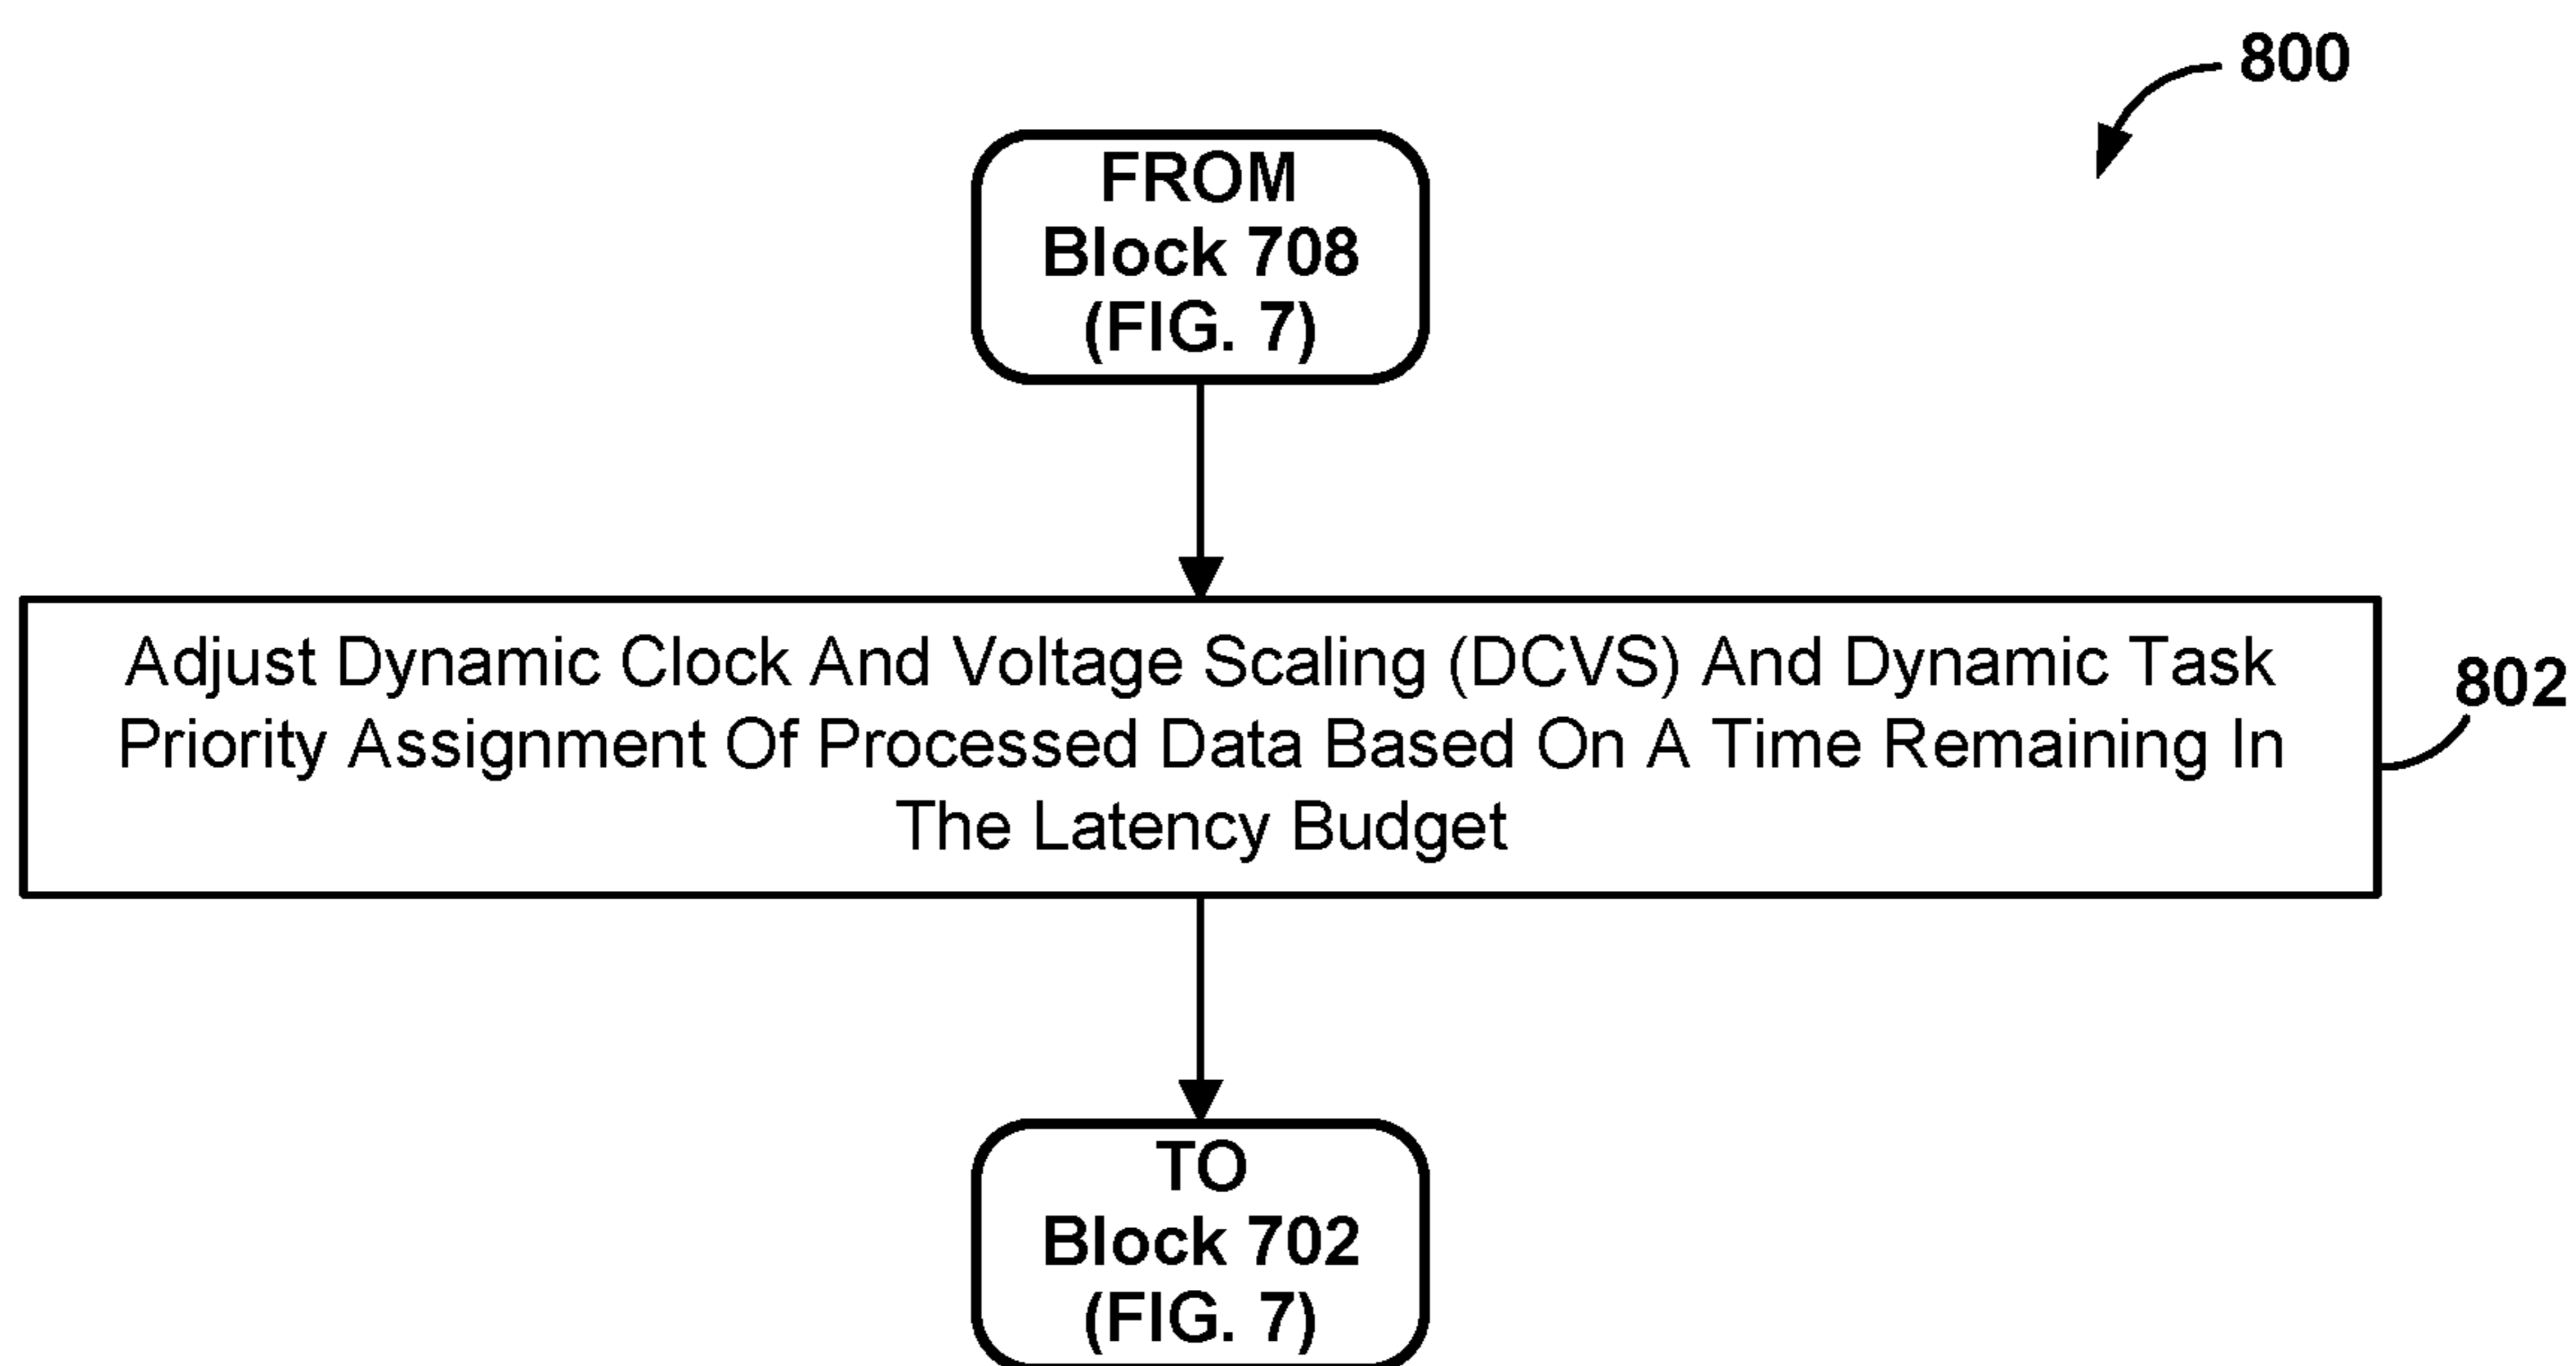 800
FROM
Block 708
(FIG. 7)
Adjust Dynamic Clock And Voltage Scaling (DCVS) And Dynamic Task
Priority Assignment Of Processed Data Based On A Time Remaining In
The Latency Budget
802
TO
Block 702
(FIG. 7)